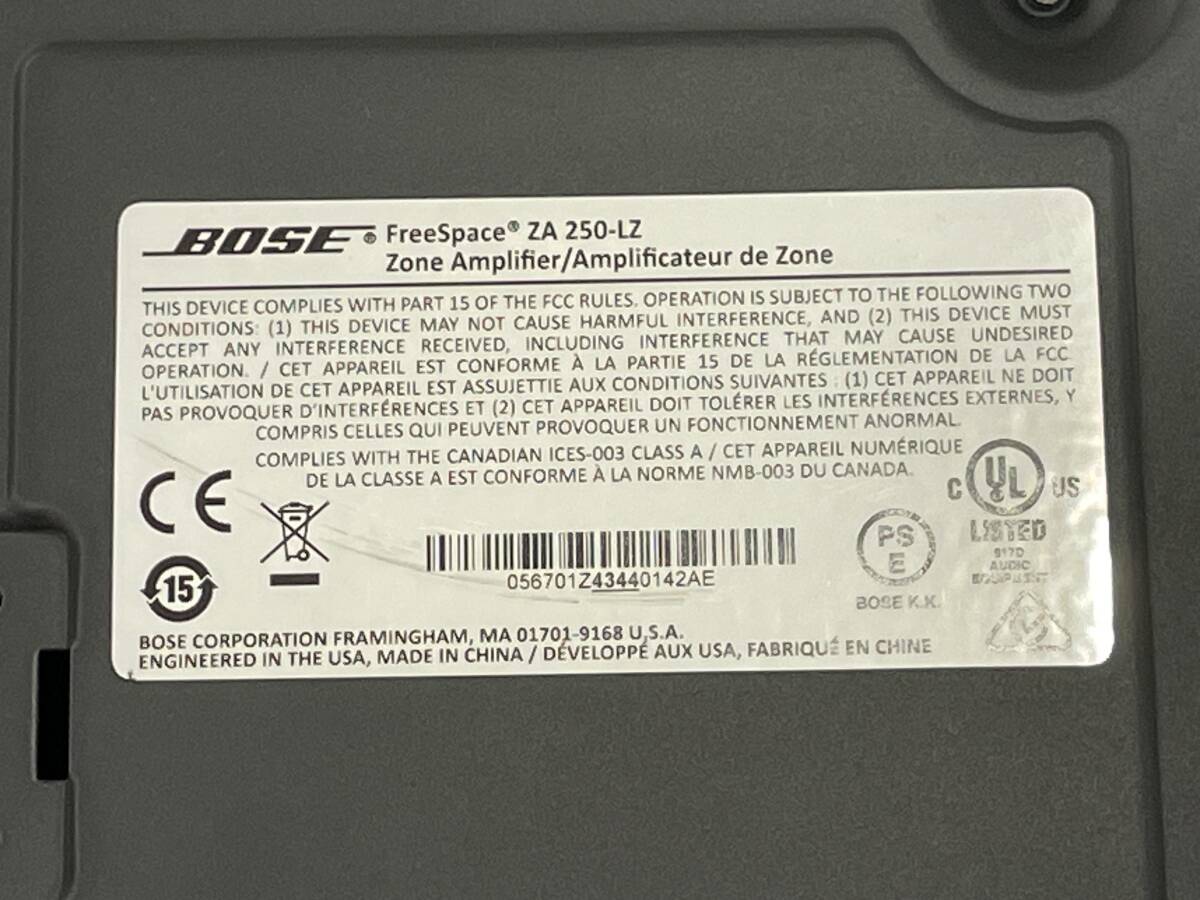 BOSE® FreeSpace® ZA 250-LZ
Zone Amplifier/Amplificateur de Zone
THIS DEVICE COMPLIES WITH PART 15 OF THE FCC RULES. OPERATION IS SUBJECT TO THE FOLLOWING TWO
CONDITIONS: (1) THIS DEVICE MAY NOT CAUSE HARMFUL INTERFERENCE, AND (2) THIS DEVICE MUST
ACCEPT ANY INTERFERENCE RECEIVED, INCLUDING INTERFERENCE THAT MAY CAUSE UNDESIRED
OPERATION. / CET APPAREIL EST CONFORME À LA PARTIE 15 DE LA RÉGLEMENTATION DE LA FCC.
L'UTILISATION DE CET APPAREIL EST ASSUJETTIE AUX CONDITIONS SUIVANTES : (1) CET APPAREIL NE DOIT
PAS PROVOQUER D'INTERFÉRENCES ET (2) CET APPAREIL DOIT TOLÉRER LES INTERFÉRENCES EXTERNES, Y
COMPRIS CELLES QUI PEUVENT PROVOQUER UN FONCTIONNEMENT ANORMAL.
COMPLIES WITH THE CANADIAN ICES-003 CLASS A / CET APPAREIL NUMÉRIQUE
DE LA CLASSE A EST CONFORME À LA NORME NMB-003 DU CANADA.
CE
C UL US
LISTED
917D
AUDIO
EQUIPMENT
PS
E
BOSE K.K.
15
056701Z43440142AE
BOSE CORPORATION FRAMINGHAM, MA 01701-9168 U.S.A.
ENGINEERED IN THE USA, MADE IN CHINA / DÉVELOPPÉ AUX USA, FABRIQUÉ EN CHINE